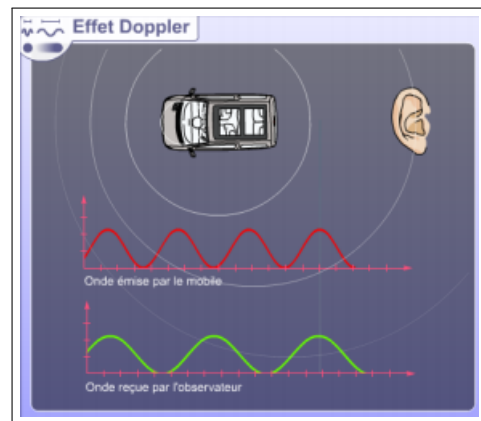 Effet Doppler
Onde émise par le mobile
Onde reçue par l'observateur